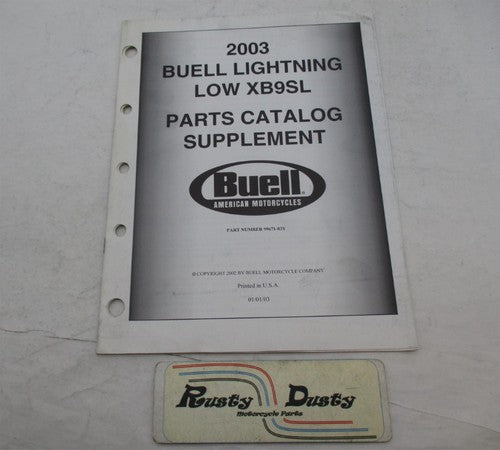 2003
BUELL LIGHTNING
LOW XB9SL
PARTS CATALOG
SUPPLEMENT
Buell®
AMERICAN MOTORCYCLES
PART NUMBER 99571-03Y
© COPYRIGHT 2002 BY BUELL MOTORCYCLE COMPANY
Printed in U.S.A.
01/01/03
Rusty Dusty
Motorcycle Parts